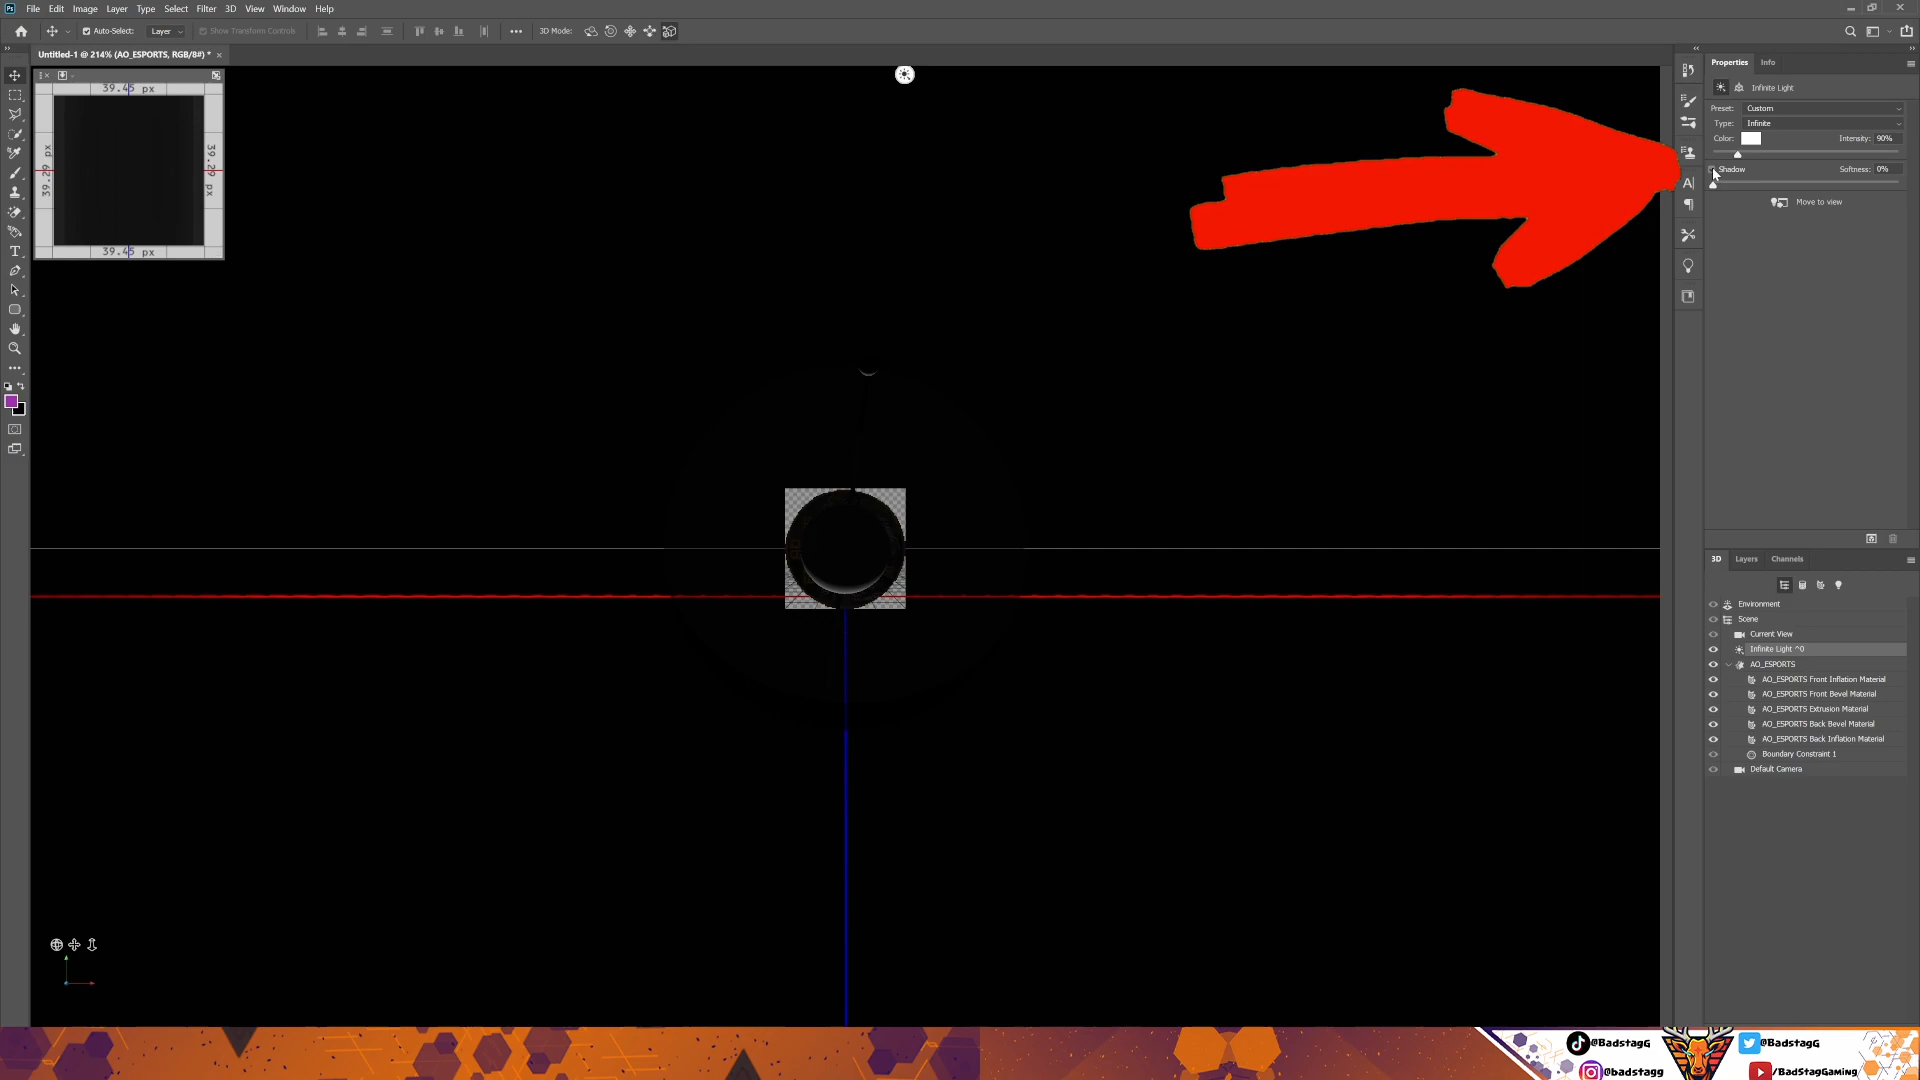 File Edit Image Layer Type Select Filter 3D View Window Help
Auto-Select: Layer Show Transform Controls 3D Mode:
Untitled-1 @ 214% (AO_ESPORTS, RGB/8#) *
39.45 px
39.29 px
39.29 px
39.45 px
Properties Info
Infinite Light
Preset: Custom
Type: Infinite
Color: Intensity: 90%
Shadow Softness: 0%
Move to view
3D Layers Channels
Environment
Scene
Current View
Infinite Light ^0
AO_ESPORTS
AO_ESPORTS Front Inflation Material
AO_ESPORTS Front Bevel Material
AO_ESPORTS Extrusion Material
AO_ESPORTS Back Bevel Material
AO_ESPORTS Back Inflation Material
Boundary Constraint 1
Default Camera
@BadstagG
@BadstagG
@badstagg
/BadStagGaming